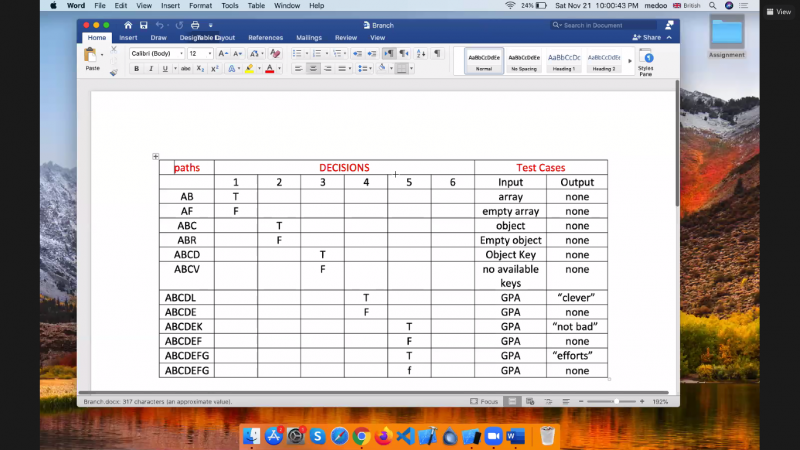 Word File Edit View Insert Format Tools Table Window Help 24% Sat Nov 21 10:00:43 PM medoo British
View
Branch
Search in Document
Home Insert Draw Layout References Mailings Review View Share
Paste Calibri (Body) 12
AaBbCcDdEe AaBbCcDdEe AaBbCcDc AaBbCcDdEe
Normal No Spacing Heading 1 Heading 2 Styles Pane
Assignment
paths DECISIONS Test Cases
1 2 3 4 5 6 Input Output
AB T array none
AF F empty array none
ABC T object none
ABR F Empty object none
ABCD T Object Key none
ABCV F no available none
keys
ABCDL T GPA “clever”
ABCDE F GPA none
ABCDEK T GPA “not bad”
ABCDEF F GPA none
ABCDEFG T GPA “efforts”
ABCDEFG f GPA none
Branch.docx: 317 characters (an approximate value). Focus 192%